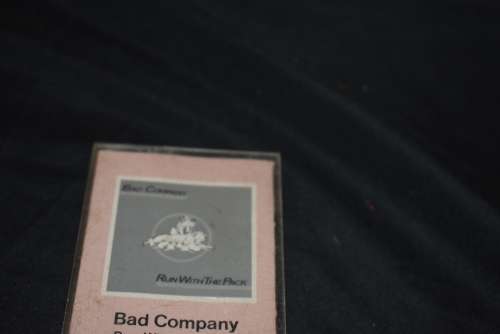 BAD COMPANY
RUN WITH THE PACK
Bad Company